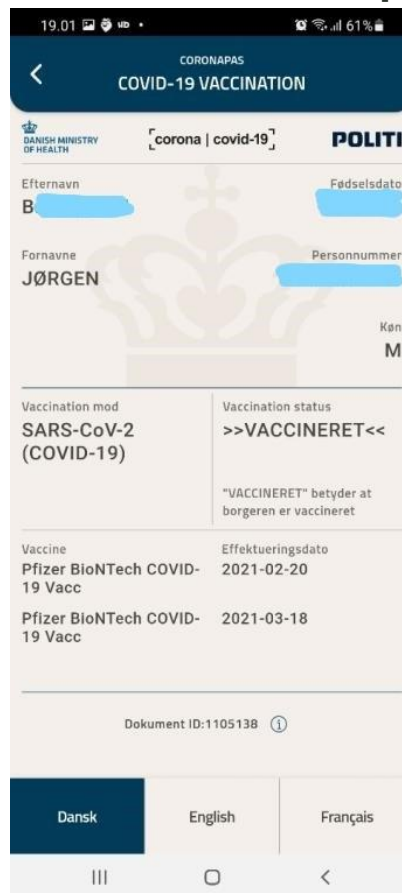 19.01 61%
CORONAPAS
COVID-19 VACCINATION
DANISH MINISTRY
OF HEALTH
[corona | covid-19]
POLITI
Efternavn Fødselsdato
B
Fornavne Personnummer
JØRGEN
Køn
M
Vaccination mod
SARS-CoV-2
(COVID-19)
Vaccination status
>>VACCINERET<<
"VACCINERET" betyder at
borgeren er vaccineret
Vaccine Effektueringsdato
Pfizer BioNTech COVID- 2021-02-20
19 Vacc
Pfizer BioNTech COVID- 2021-03-18
19 Vacc
Dokument ID:1105138
Dansk English Français